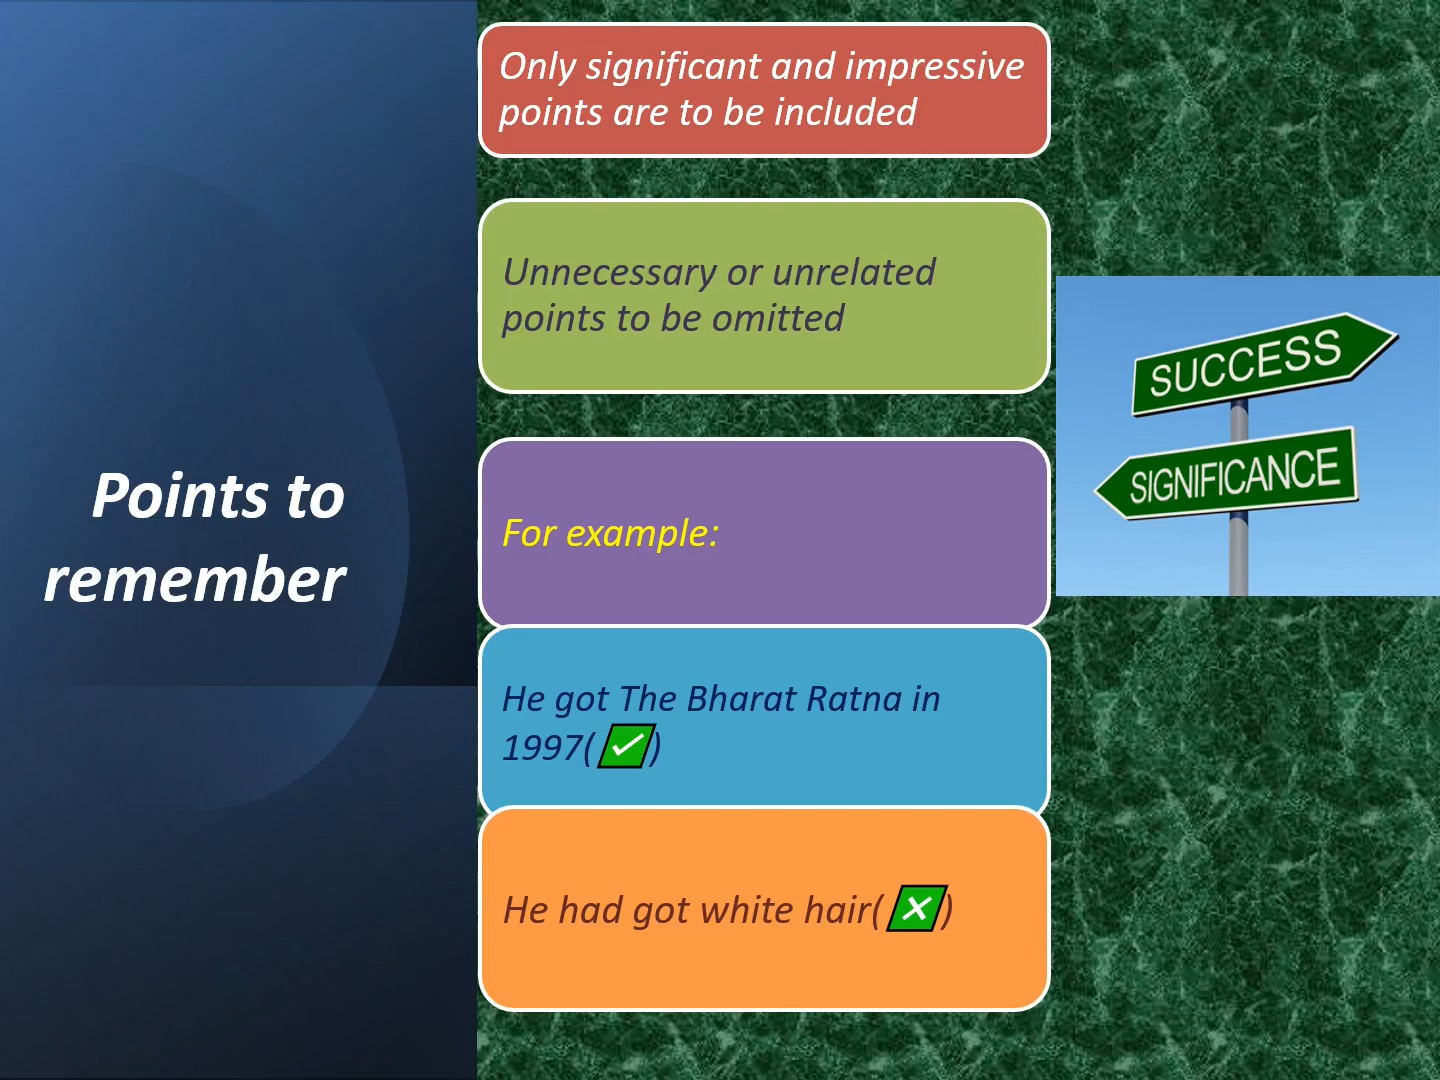 Points to
remember
Only significant and impressive
points are to be included
Unnecessary or unrelated
points to be omitted
For example:
He got The Bharat Ratna in
1997(✓)
He had got white hair(✕)
SUCCESS
SIGNIFICANCE